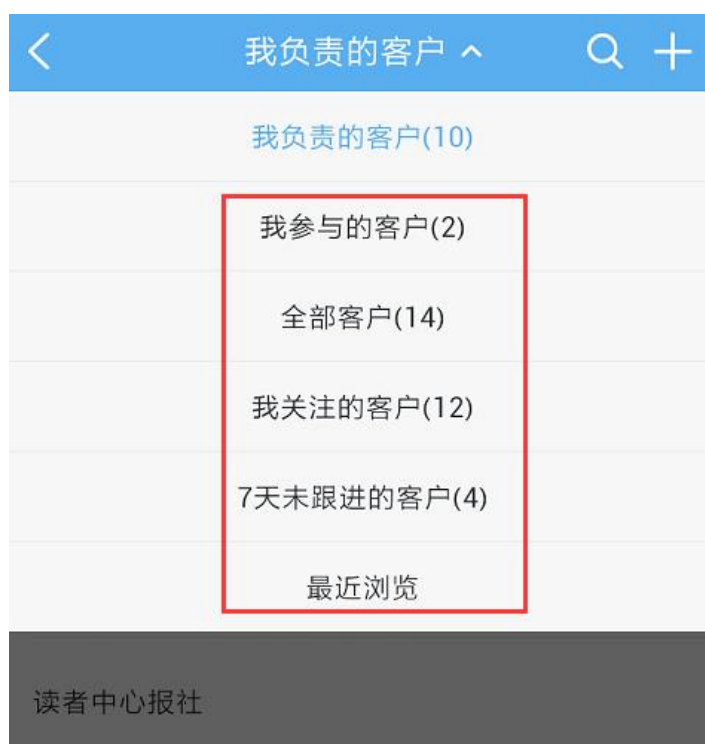 我负责的客户
我负责的客户(10)
我参与的客户(2)
全部客户(14)
我关注的客户(12)
7天未跟进的客户(4)
最近浏览
读者中心报社